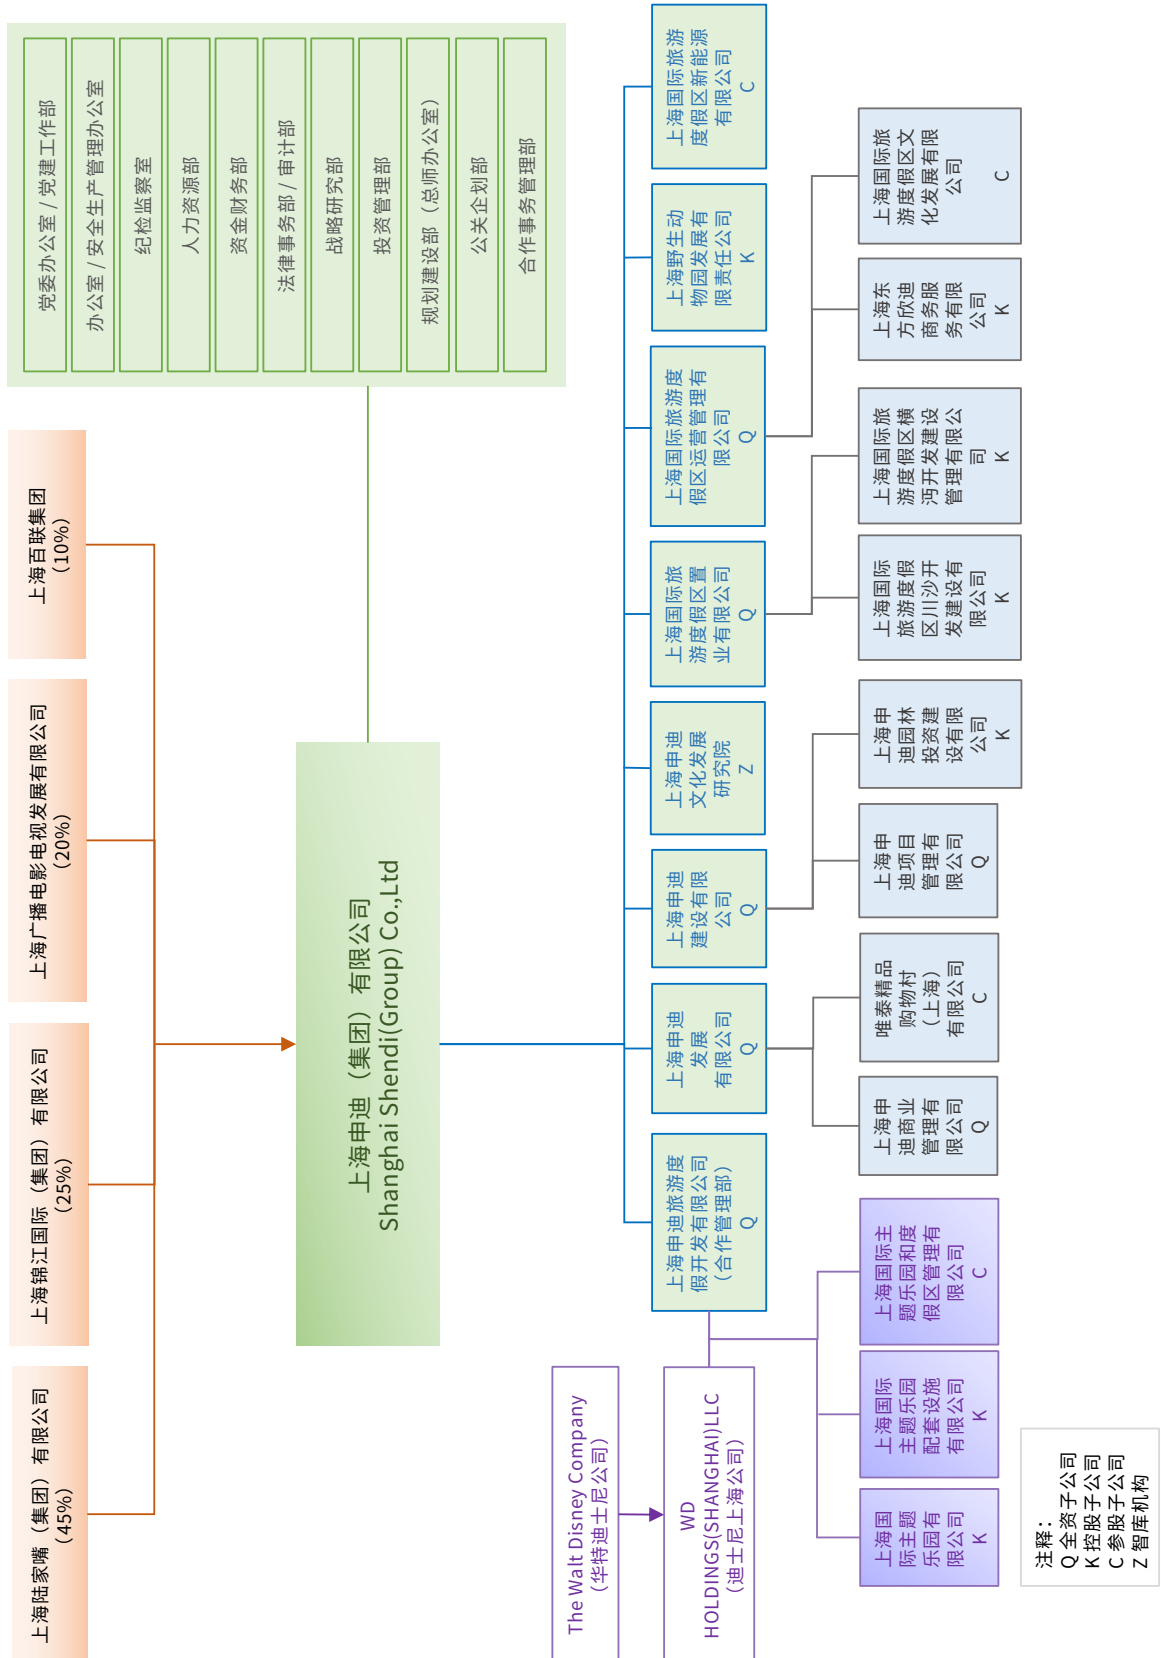 上海陆家嘴（集团）有限公司
（45%）
上海锦江国际（集团）有限公司
（25%）
上海广播电影电视发展有限公司
（20%）
上海百联集团
（10%）
党委办公室 / 党建工作部
办公室 / 安全生产管理办公室
纪检监察室
人力资源部
资金财务部
法律事务部 / 审计部
战略研究部
投资管理部
规划建设部（总师办公室）
公关企划部
合作事务管理部
上海申迪（集团）有限公司
Shanghai Shendi(Group) Co.,Ltd
The Walt Disney Company
（华特迪士尼公司）
WD
HOLDINGS(SHANGHAI)LLC
（迪士尼上海公司）
上海申迪旅游度
假开发有限公司
（合作管理部）
Q
上海申迪
发展
有限公司
Q
上海申迪
建设有限
公司
Q
上海申迪
文化发展
研究院
Z
上海国际旅
游度假区置
业有限公司
Q
上海国际旅游度
假区运营管理有
限公司
Q
上海野生动
物园发展有
限责任公司
K
上海国际旅游
度假区新能源
有限公司
C
上海国
际主题
乐园有
限公司
K
上海国际
主题乐园
配套设施
有限公司
K
上海国际主
题乐园和度
假区管理有
限公司
C
上海申
迪商业
管理有
限公司
Q
唯泰精品
购物村
（上海）
有限公司
C
上海申
迪项目
管理有
限公司
Q
上海申
迪园林
投资建
设有限
公司
K
上海国际
旅游度假
区川沙开
发建设有
限公司
K
上海国际旅
游度假区横
沔开发建设
管理有限公
司
K
上海东
方欣迪
商务服
务有限
公司
K
上海国际旅
游度假区文
化发展有限
公司
C
注释：
Q 全资子公司
K 控股子公司
C 参股子公司
Z 智库机构